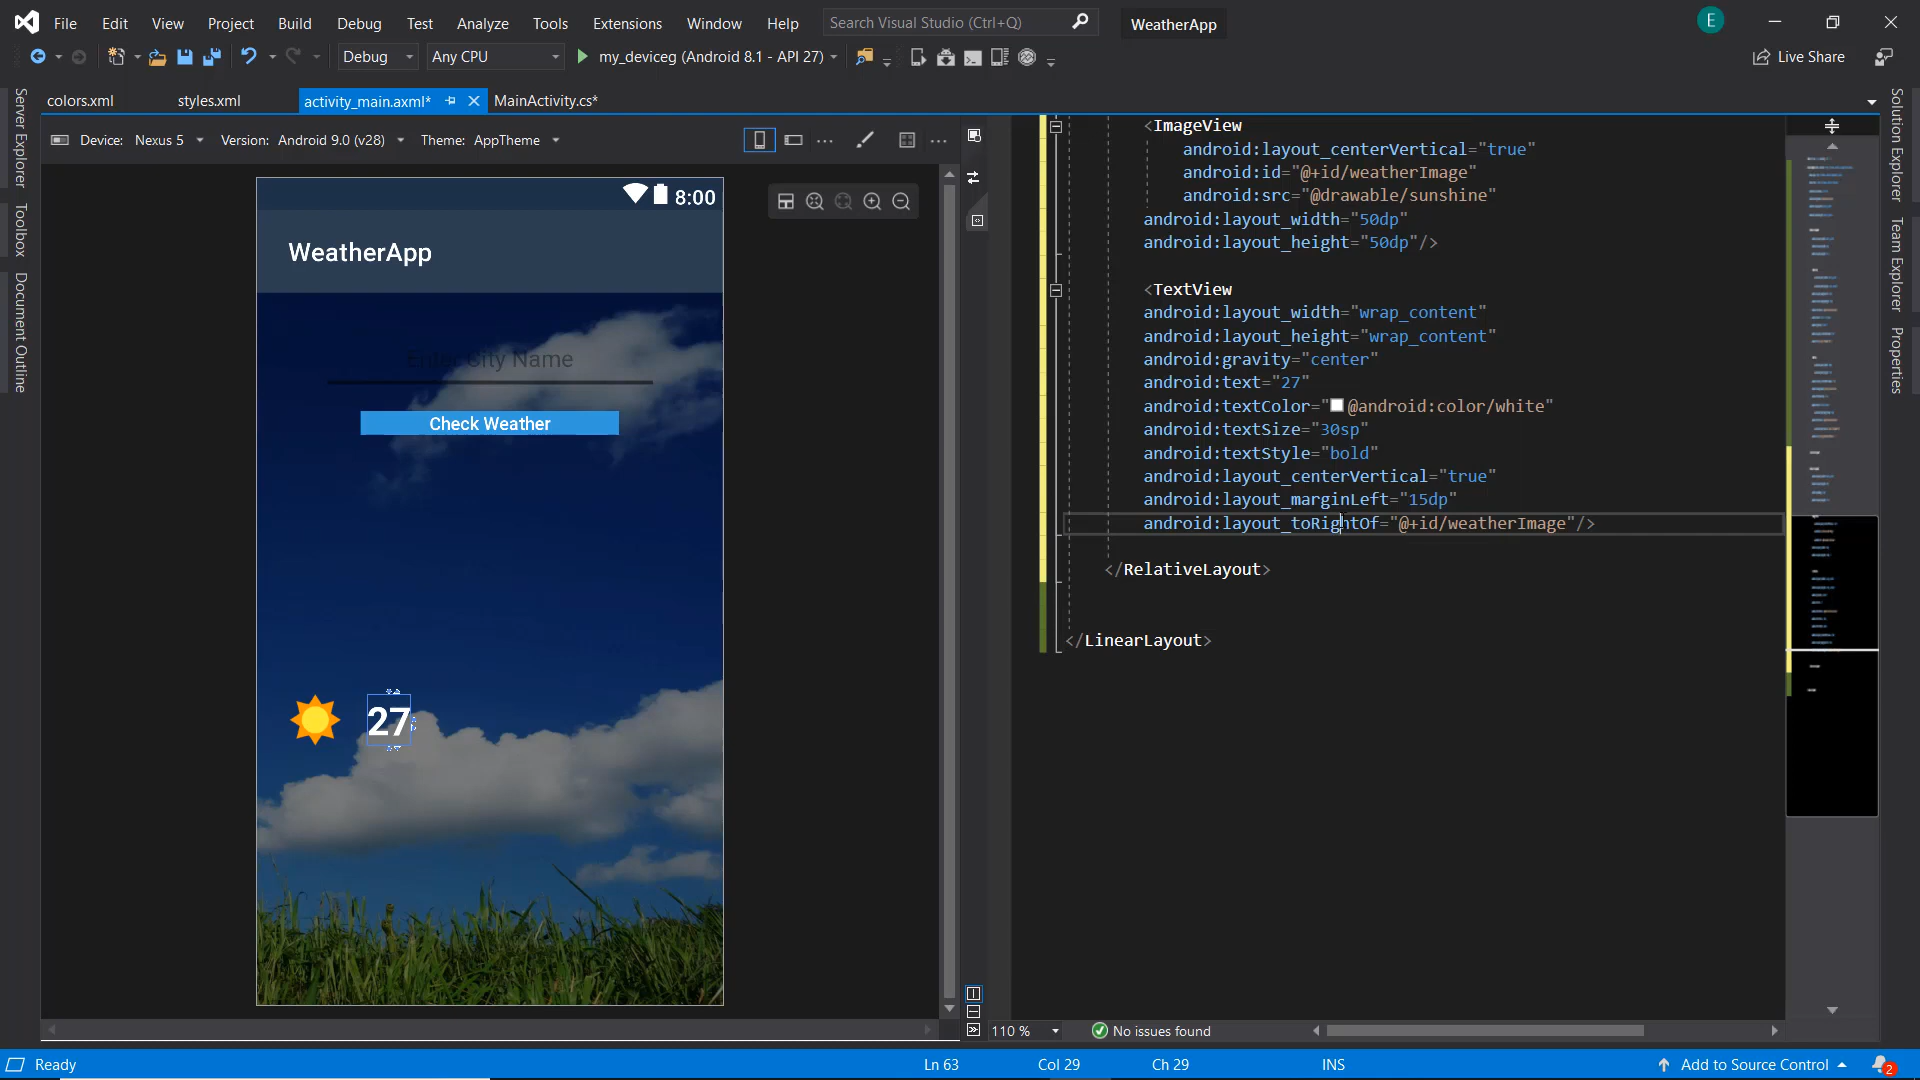 File Edit View Project Build Debug Test Analyze Tools Extensions Window Help Search Visual Studio (Ctrl+Q) WeatherApp E
Debug Any CPU my_deviceg (Android 8.1 - API 27) Live Share
colors.xml styles.xml activity_main.axml* MainActivity.cs*
Device: Nexus 5 Version: Android 9.0 (v28) Theme: AppTheme
Server Explorer
Toolbox
Document Outline
8:00
WeatherApp
Enter City Name
Check Weather
27
<ImageView
android:layout_centerVertical="true"
android:id="@+id/weatherImage"
android:src="@drawable/sunshine"
android:layout_width="50dp"
android:layout_height="50dp"/>
<TextView
android:layout_width="wrap_content"
android:layout_height="wrap_content"
android:gravity="center"
android:text="27"
android:textColor="@android:color/white"
android:textSize="30sp"
android:textStyle="bold"
android:layout_centerVertical="true"
android:layout_marginLeft="15dp"
android:layout_toRightOf="@+id/weatherImage"/>
</RelativeLayout>
</LinearLayout>
Solution Explorer
Team Explorer
Properties
110 % No issues found
Ready Ln 63 Col 29 Ch 29 INS Add to Source Control 2